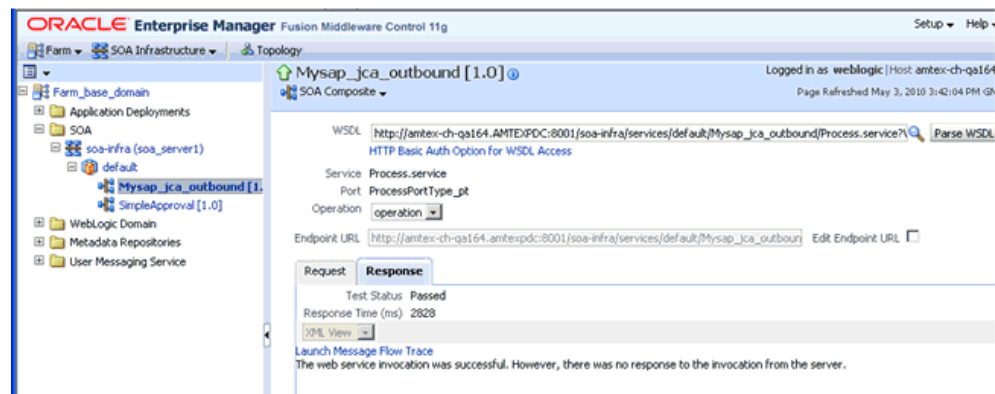 ORACLE Enterprise Manager Fusion Middleware Control 11g
Setup Help
Farm SOA Infrastructure Topology
Farm_base_domain
Application Deployments
SOA
soa-infra (soa_server1)
default
Mysap_jca_outbound [1.
SimpleApproval [1.0]
WebLogic Domain
Metadata Repositories
User Messaging Service
Mysap_jca_outbound [1.0]
Logged in as weblogic|Host amtex-ch-qa164
SOA Composite
Page Refreshed May 3, 2010 3:42:04 PM
WSDL http://amtex-ch-qa164.AMTEXPDC:8001/soa-infra/services/default/Mysap_jca_outbound/Process.service? Parse WSDL
HTTP Basic Auth Option for WSDL Access
Service Process.service
Port ProcessPortType_pt
Operation operation
Endpoint URL http://amtex-ch-qa164.amtexpdc:8001/soa-infra/services/default/Mysap_jca_outboun Edit Endpoint URL
Request Response
Test Status Passed
Response Time (ms) 2828
XML View
Launch Message Flow Trace
The web service invocation was successful. However, there was no response to the invocation from the server.